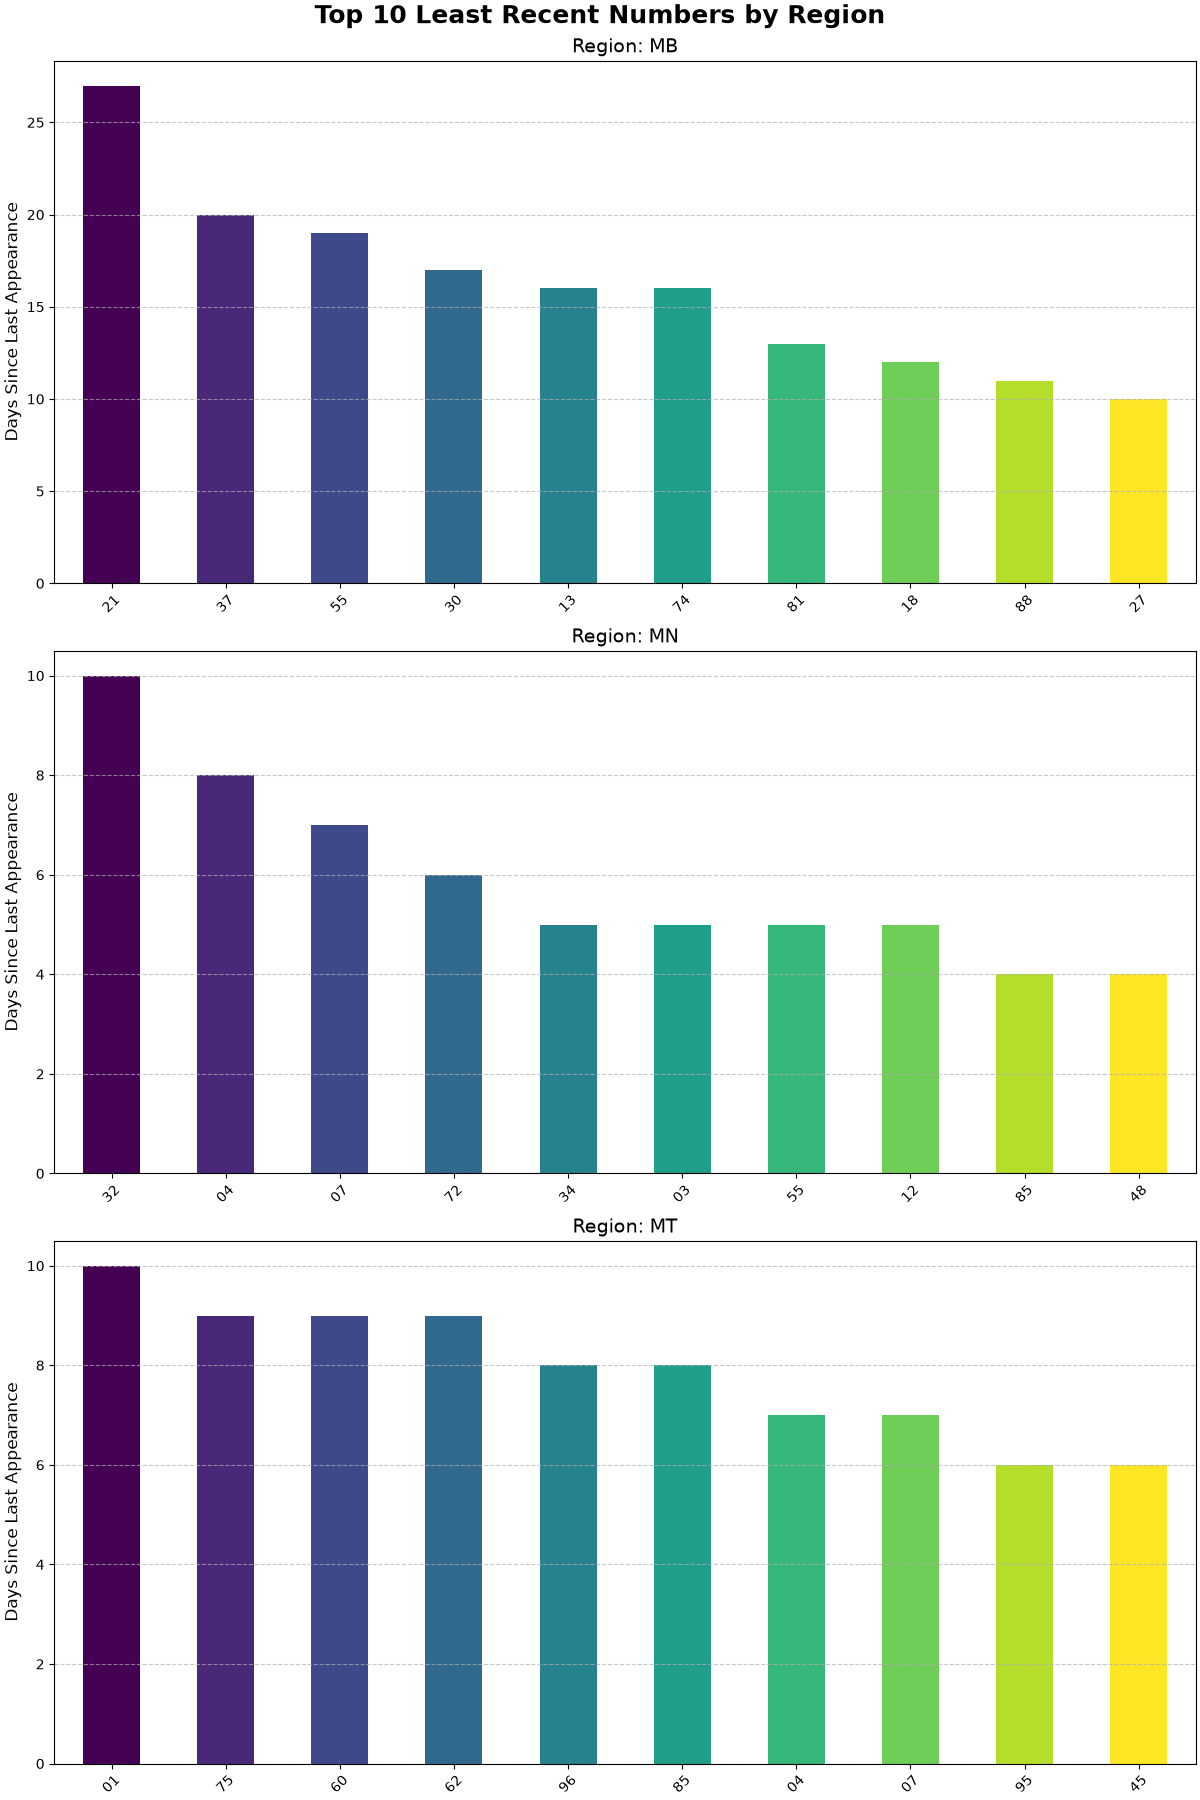 Top 10 Least Recent Numbers by Region
Region: MB
Days Since Last Appearance
25
20
15
10
5
0
21 37 55 30 13 74 81 18 88 27
Region: MN
Days Since Last Appearance
10
8
6
4
2
0
32 04 07 72 34 03 55 12 85 48
Region: MT
Days Since Last Appearance
10
8
6
4
2
0
01 75 60 62 96 85 04 07 95 45